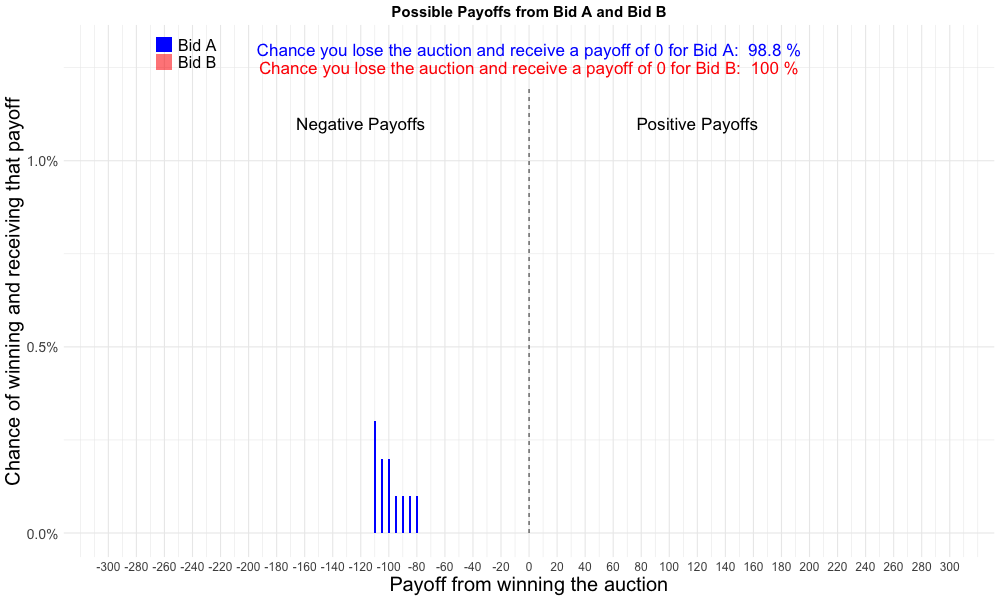 Possible Payoffs from Bid A and Bid B
Bid A
Bid B
Chance you lose the auction and receive a payoff of 0 for Bid A:  98.8 %
Chance you lose the auction and receive a payoff of 0 for Bid B:  100 %
Negative Payoffs
Positive Payoffs
Chance of winning and receiving that payoff
1.0%
0.5%
0.0%
-300 -280 -260 -240 -220 -200 -180 -160 -140 -120 -100 -80 -60 -40 -20 0 20 40 60 80 100 120 140 160 180 200 220 240 260 280 300
Payoff from winning the auction